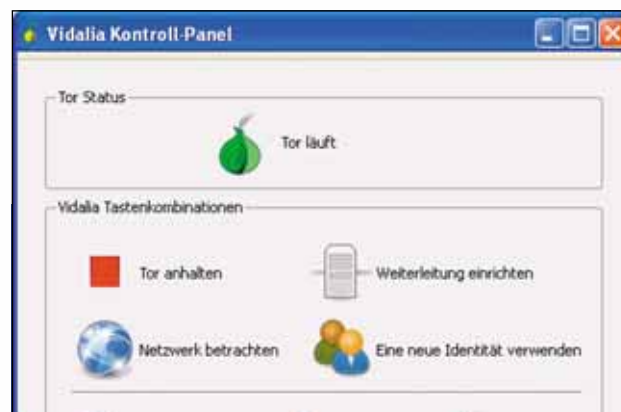 Vidalia Kontroll-Panel
Tor Status
Tor läuft
Vidalia Tastenkombinationen
Tor anhalten
Weiterleitung einrichten
Netzwerk betrachten
Eine neue Identität verwenden